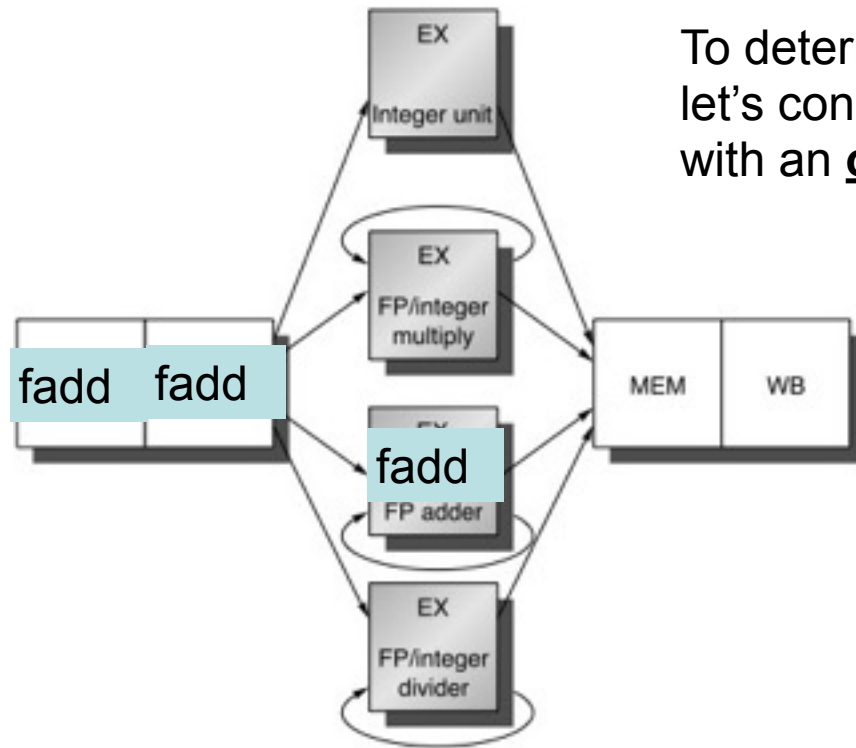 EX
Integer unit
To deter
let’s con
with an
EX
FP/integer
multiply
fadd fadd
MEM WB
fadd
FP adder
EX
FP/integer
divider